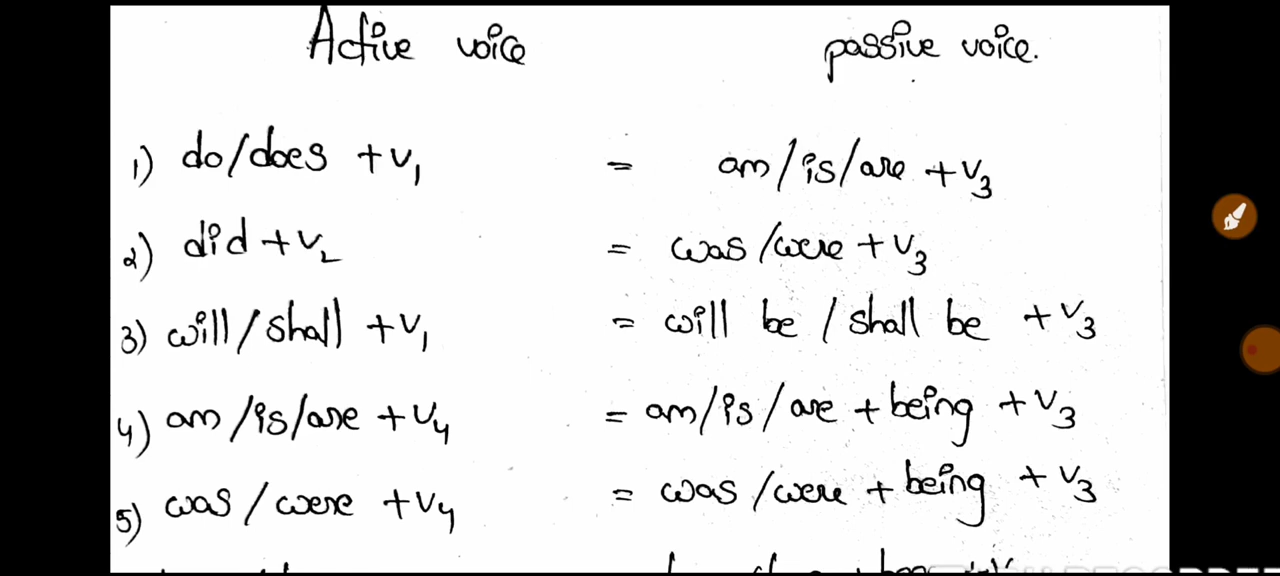 Active voice passive voice.
1) do/does +V1 = am/is/are +V3
2) did +V2 = was/were +V3
3) will/shall +V1 = will be / shall be +V3
4) am/is/are +V4 = am/is/are +being +V3
5) was/were +V4 = was/were +being +V3